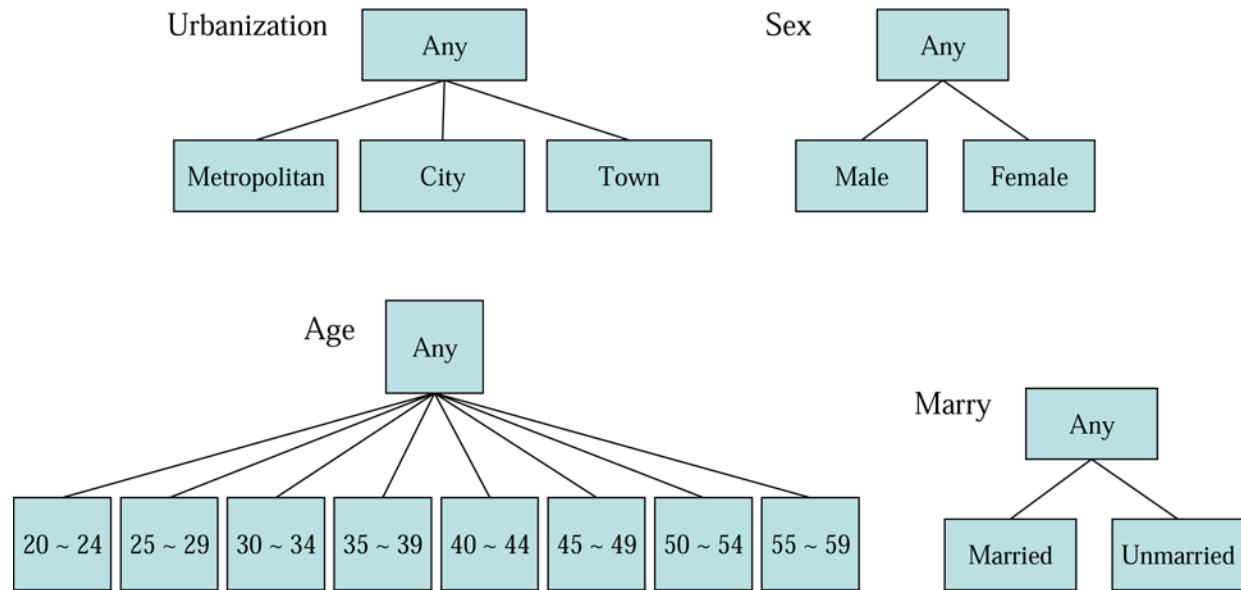 Urbanization
Any
Metropolitan
City
Town
Sex
Any
Male
Female
Age
Any
20 ~ 24
25 ~ 29
30 ~ 34
35 ~ 39
40 ~ 44
45 ~ 49
50 ~ 54
55 ~ 59
Marry
Any
Married
Unmarried